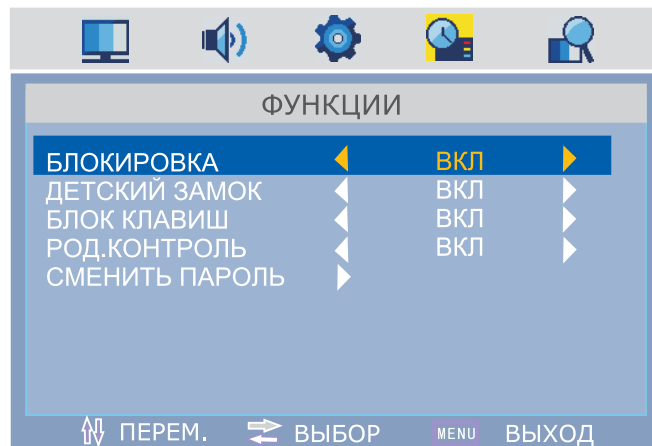 ФУНКЦИИ
БЛОКИРОВКА ВКЛ
ДЕТСКИЙ ЗАМОК ВКЛ
БЛОК КЛАВИШ ВКЛ
РОД.КОНТРОЛЬ ВКЛ
СМЕНИТЬ ПАРОЛЬ
ПЕРЕМ. ВЫБОР MENU ВЫХОД